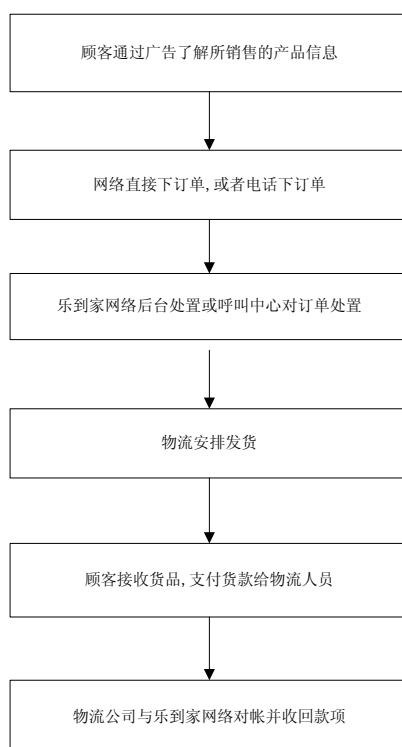 顾客通过广告了解所销售的产品信息
网络直接下订单,或者电话下订单
乐到家网络后台处置或呼叫中心对订单处置
物流安排发货
顾客接收货品,支付货款给物流人员
物流公司与乐到家网络对帐并收回款项